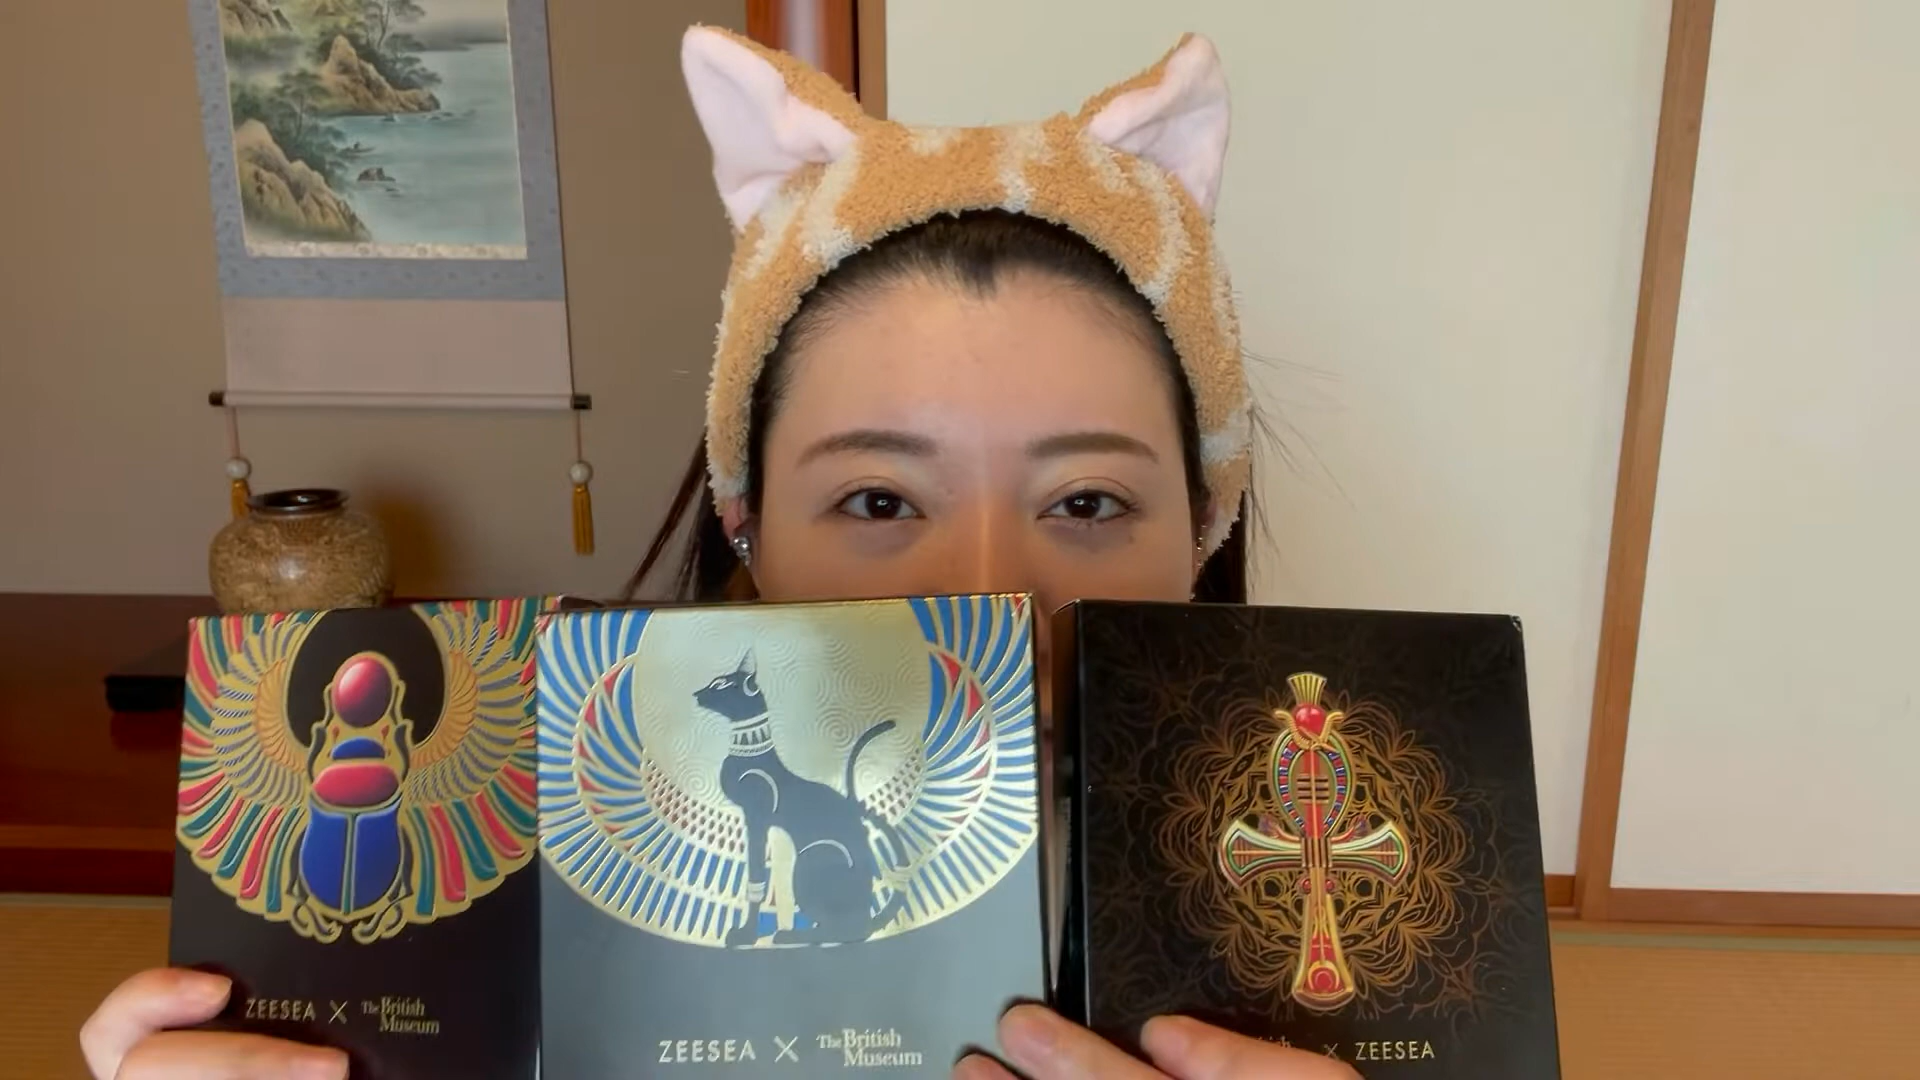 ZEESEA X The British
Museum
ZEESEA X The British
Museum
X ZEESEA